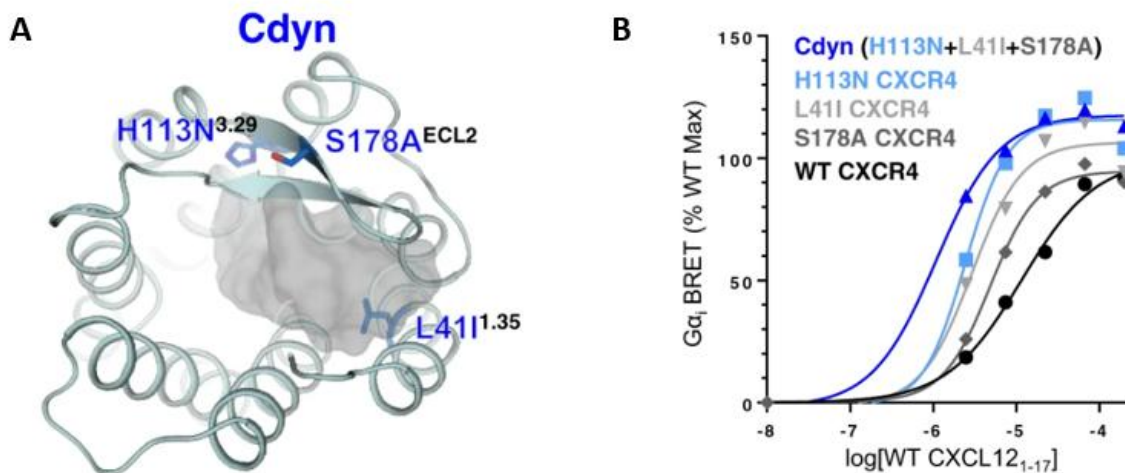 A
Cdyn
H113N3.29
S178AECL2
L41I1.35
B
Cdyn (H113N+L41I+S178A)
H113N CXCR4
L41I CXCR4
S178A CXCR4
WT CXCR4
Gαi BRET (% WT Max)
150
100
50
0
-8 -7 -6 -5 -4
log[WT CXCL121-17]